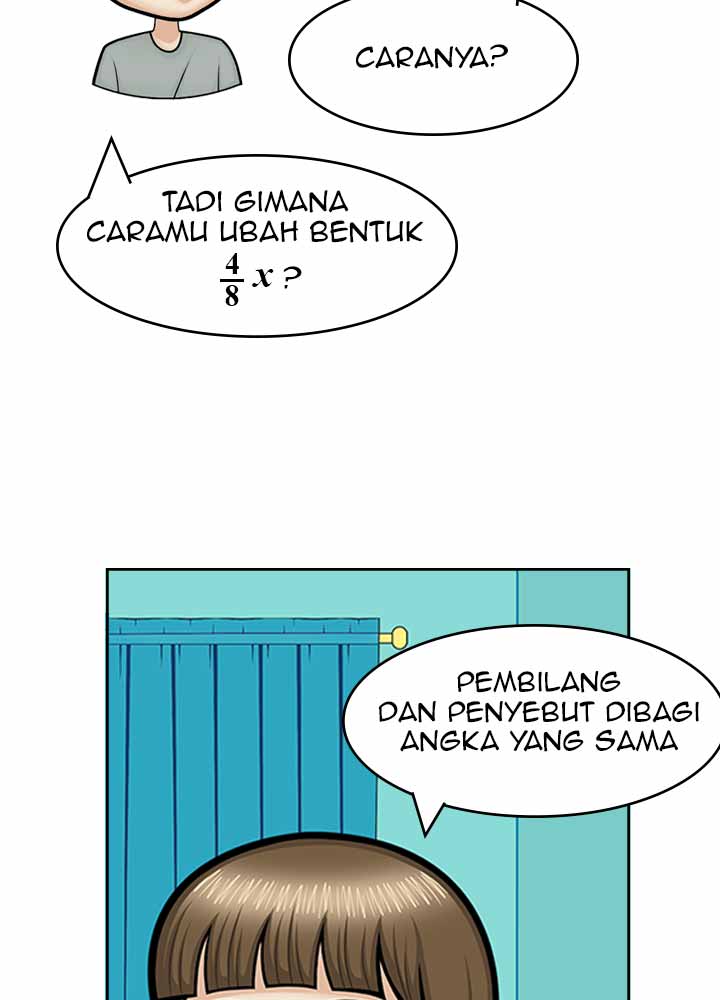 CARANYA?
TADI GIMANA
CARAMU UBAH BENTUK
4/8 x ?
PEMBILANG
DAN PENYEBUT DIBAGI
ANGKA YANG SAMA